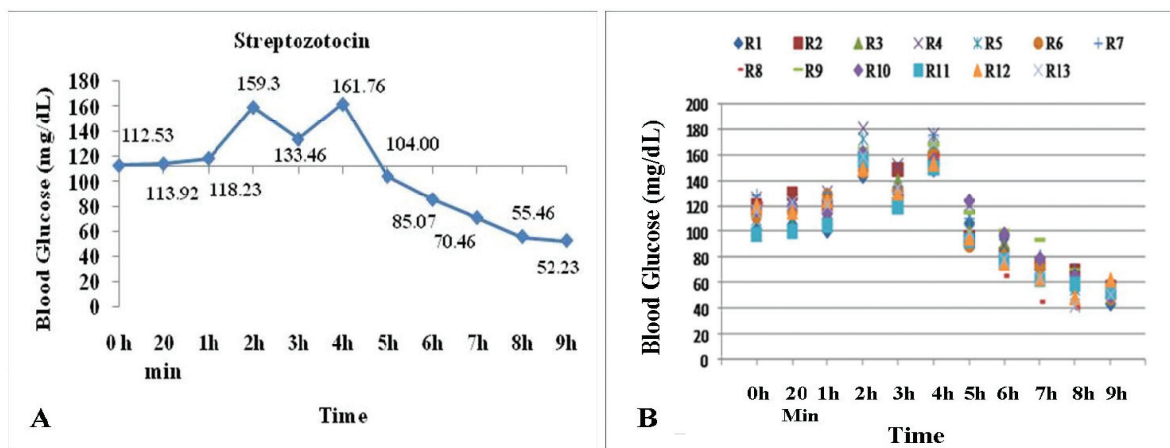 Streptozotocin
Blood Glucose (mg/dL)
180
160
140
120
100
80
60
40
20
0
112.53
113.92
118.23
159.3
133.46
161.76
104.00
85.07
70.46
55.46
52.23
0 h 20 1h 2h 3h 4h 5h 6h 7h 8h 9h
min
Time
A
R1 R2 R3 R4 R5 R6 R7
R8 R9 R10 R11 R12 R13
Blood Glucose (mg/dL)
200
180
160
140
120
100
80
60
40
20
0
0h 20 1h 2h 3h 4h 5h 6h 7h 8h 9h
Min
Time
B